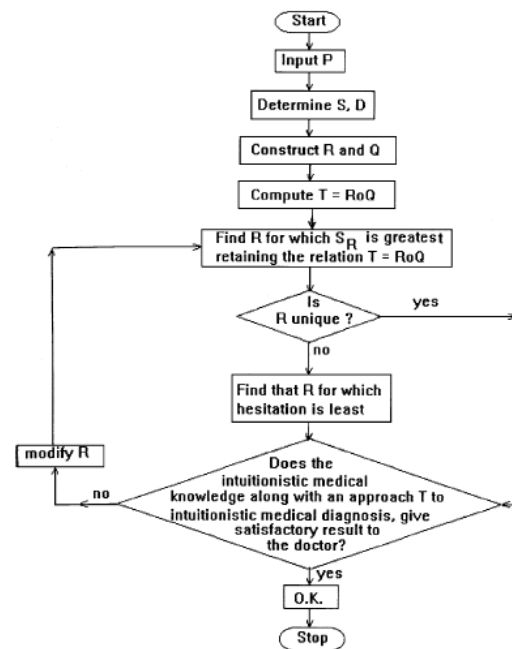 Start
Input P
Determine S, D
Construct R and Q
Compute T = RoQ
Find R for which SR is greatest
retaining the relation T = RoQ
Is
R unique ?
yes
no
Find that R for which
hesitation is least
modify R
Does the
intuitionistic medical
knowledge along with an approach T to
intuitionistic medical diagnosis, give
satisfactory result to
the doctor?
no
yes
O.K.
Stop